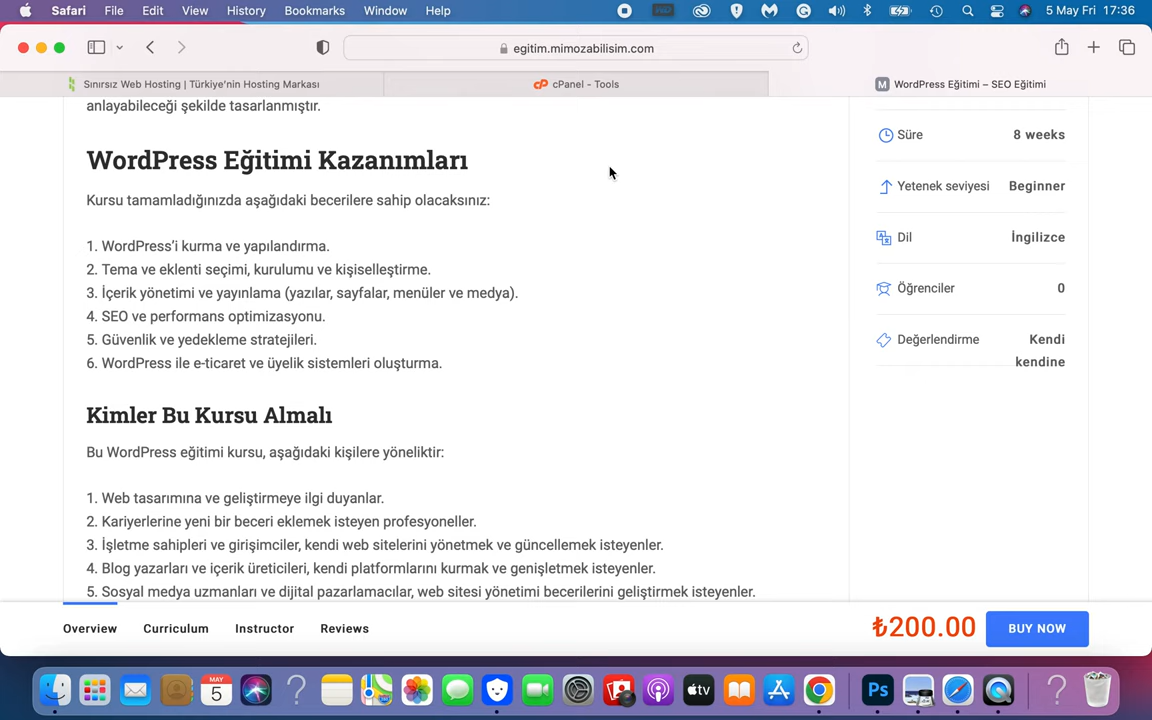 Safari File Edit View History Bookmarks Window Help 5 May Fri 17:36
egitim.mimozabilisim.com
Sınırsız Web Hosting | Türkiye'nin Hosting Markası
cPanel - Tools
WordPress Eğitimi – SEO Eğitimi
anlayabileceği şekilde tasarlanmıştır.
WordPress Eğitimi Kazanımları
Kursu tamamladığınızda aşağıdaki becerilere sahip olacaksınız:
1. WordPress'i kurma ve yapılandırma.
2. Tema ve eklenti seçimi, kurulumu ve kişiselleştirme.
3. İçerik yönetimi ve yayınlama (yazılar, sayfalar, menüler ve medya).
4. SEO ve performans optimizasyonu.
5. Güvenlik ve yedekleme stratejileri.
6. WordPress ile e-ticaret ve üyelik sistemleri oluşturma.
Kimler Bu Kursu Almalı
Bu WordPress eğitimi kursu, aşağıdaki kişilere yöneliktir:
1. Web tasarımına ve geliştirmeye ilgi duyanlar.
2. Kariyerlerine yeni bir beceri eklemek isteyen profesyoneller.
3. İşletme sahipleri ve girişimciler, kendi web sitelerini yönetmek ve güncellemek isteyenler.
4. Blog yazarları ve içerik üreticileri, kendi platformlarını kurmak ve genişletmek isteyenler.
5. Sosyal medya uzmanları ve dijital pazarlamacılar, web sitesi yönetimi becerilerini geliştirmek isteyenler.
Süre 8 weeks
Yetenek seviyesi Beginner
Dil İngilizce
Öğrenciler 0
Değerlendirme Kendi
kendine
Overview Curriculum Instructor Reviews ₺200.00 BUY NOW
MAY
5
tv
Ps